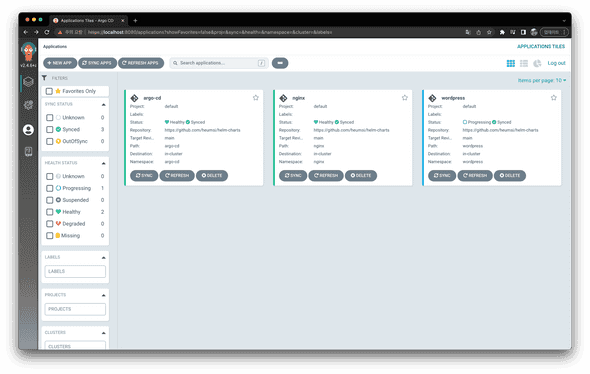 Applications Tiles - Argo CD
https://localhost:8080/applications?showFavorites=false&proj=&sync=&health=&namespace=&cluster=&labels=
Applications
APPLICATIONS TILES
+ NEW APP
SYNC APPS
REFRESH APPS
Search applications...
/
Log out
FILTERS
Items per page: 10
Favorites Only
SYNC STATUS
Unknown 0
Synced 3
OutOfSync 0
HEALTH STATUS
Unknown 0
Progressing 1
Suspended 0
Healthy 2
Degraded 0
Missing 0
LABELS
LABELS
PROJECTS
PROJECTS
CLUSTERS
CLUSTERS
argo-cd
Project: default
Labels:
Status: Healthy Synced
Repository: https://github.com/heumsi/helm-charts
Target Revi... main
Path: argo-cd
Destination: in-cluster
Namespace: argo-cd
SYNC REFRESH DELETE
nginx
Project: default
Labels:
Status: Healthy Synced
Repository: https://github.com/heumsi/helm-charts
Target Revi... main
Path: nginx
Destination: in-cluster
Namespace: nginx
SYNC REFRESH DELETE
wordpress
Project: default
Labels:
Status: Progressing Synced
Repository: https://github.com/heumsi/helm-charts
Target Revi... main
Path: wordpress
Destination: in-cluster
Namespace: wordpress
SYNC REFRESH DELETE